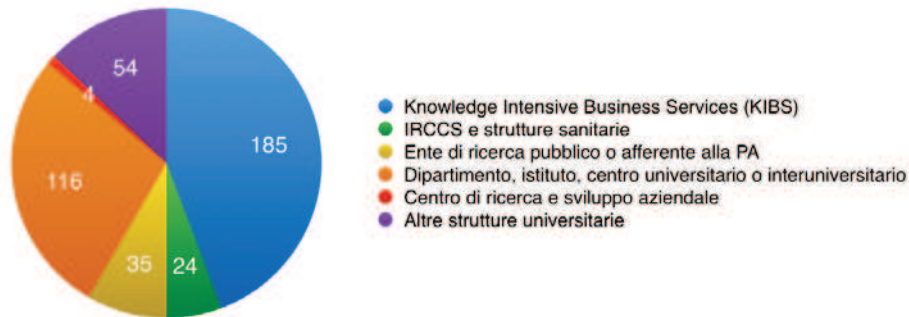 54
4
185
116
35
24
Knowledge Intensive Business Services (KIBS)
IRCCS e strutture sanitarie
Ente di ricerca pubblico o afferente alla PA
Dipartimento, istituto, centro universitario o interuniversitario
Centro di ricerca e sviluppo aziendale
Altre strutture universitarie